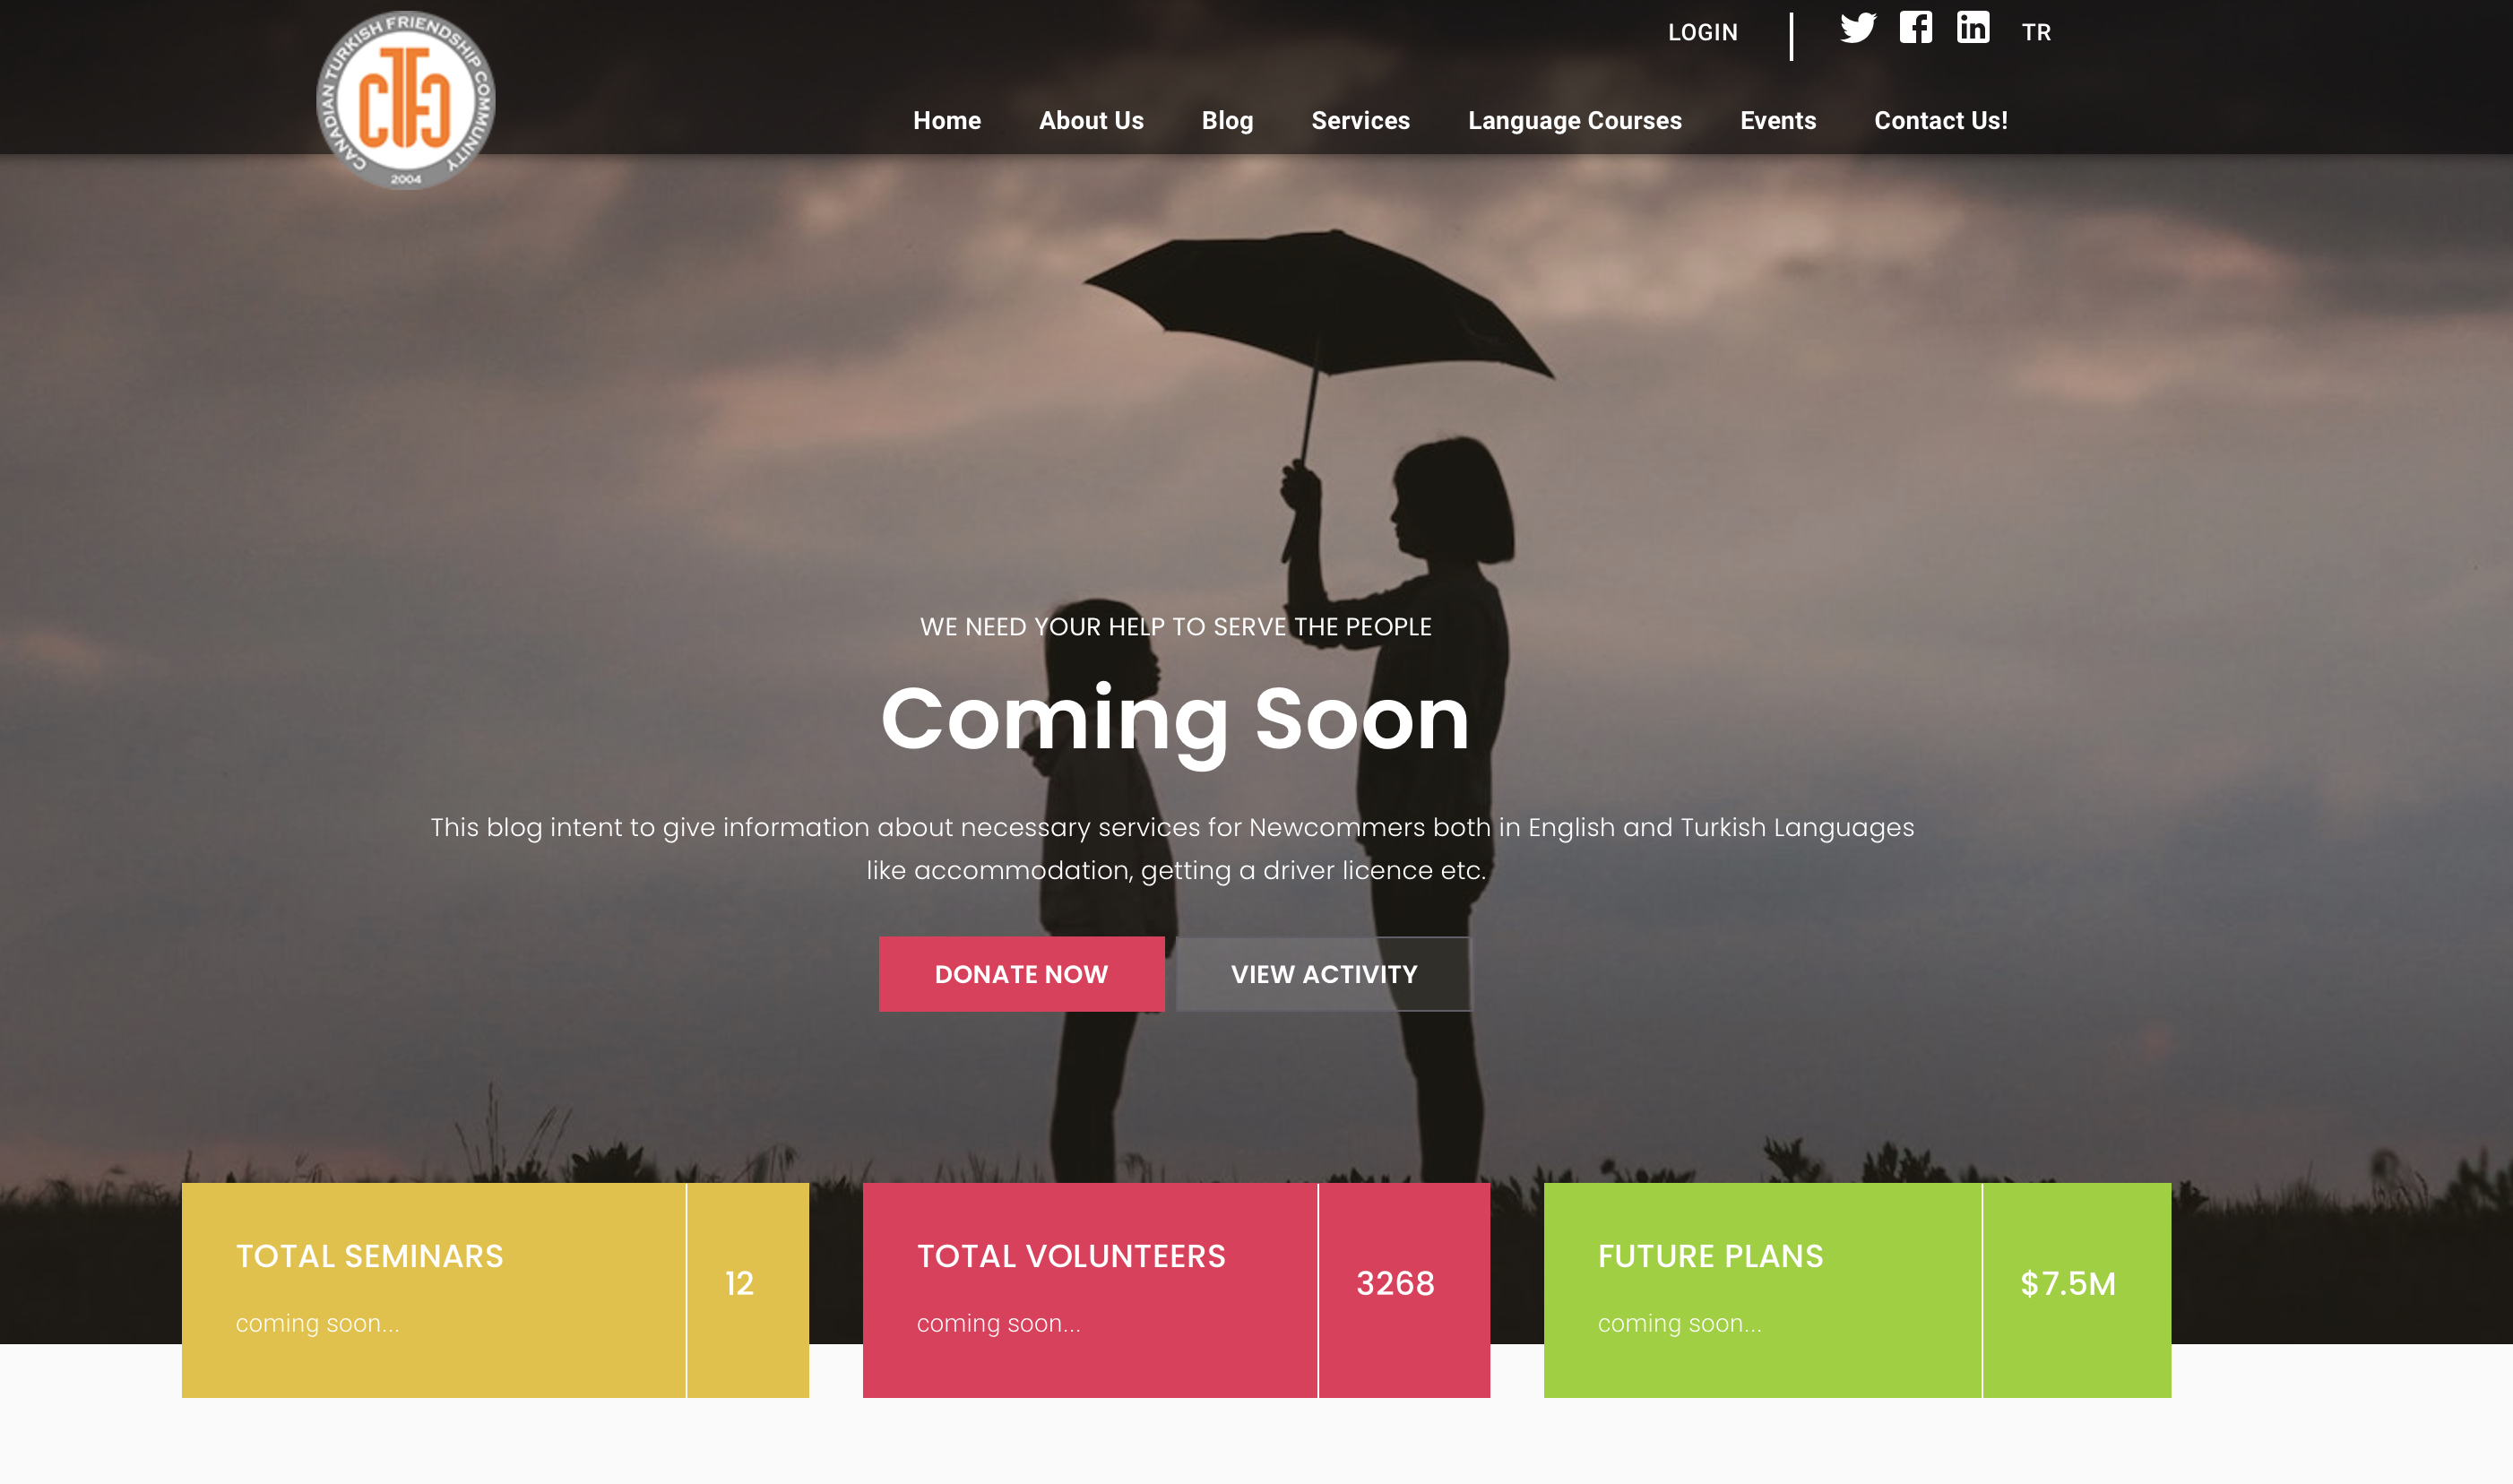 CANADIAN TURKISH FRIENDSHIP COMMUNITY
CTFC
2004
LOGIN
TR
Home
About Us
Blog
Services
Language Courses
Events
Contact Us!
WE NEED YOUR HELP TO SERVE THE PEOPLE
Coming Soon
This blog intent to give information about necessary services for Newcommers both in English and Turkish Languages
like accommodation, getting a driver licence etc.
DONATE NOW
VIEW ACTIVITY
TOTAL SEMINARS
coming soon...
12
TOTAL VOLUNTEERS
coming soon...
3268
FUTURE PLANS
coming soon...
$7.5M